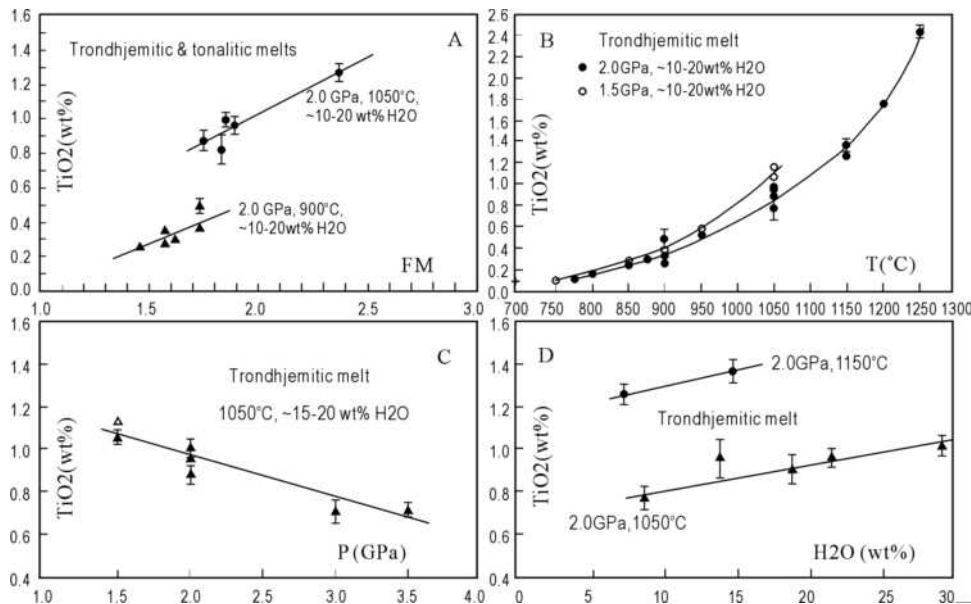 1.6
A
1.4
Trondhjemitic & tonalitic melts
1.2
2.0 GPa, 1050°C,
~10-20 wt% H2O
1.0
0.8
0.6
0.4
0.2
0.0
TiO2(wt%)
2.0 GPa, 900°C,
~10-20wt% H2O
FM
1.0 2.0 2.6 3.0
2.6
B
2.4
2.2
2.0
1.8
1.6
1.4
1.2
1.0
0.8
0.6
0.4
0.2
0.0
TiO2(wt%)
Trondhjemitic melt
2.0GPa, ~10-20wt% H2O
1.5GPa, ~10-20wt% H2O
T(°C)
700 750 800 850 900 950 1000 1050 1100 1150 1200 1250 1300
C
1.4
1.2
1.0
0.8
0.6
0.4
TiO2(wt%)
Trondhjemitic melt
1050°C, ~15-20 wt% H2O
P (GPa)
1.0 1.5 2.0 2.5 3.0 3.5 4.0
D
1.6
1.4
1.2
1.0
0.8
0.6
0.4
TiO2(wt%)
2.0GPa,1150°C
Trondhjemitic melt
2.0GPa,1050°C
H2O (wt%)
0 5 10 15 20 25 30